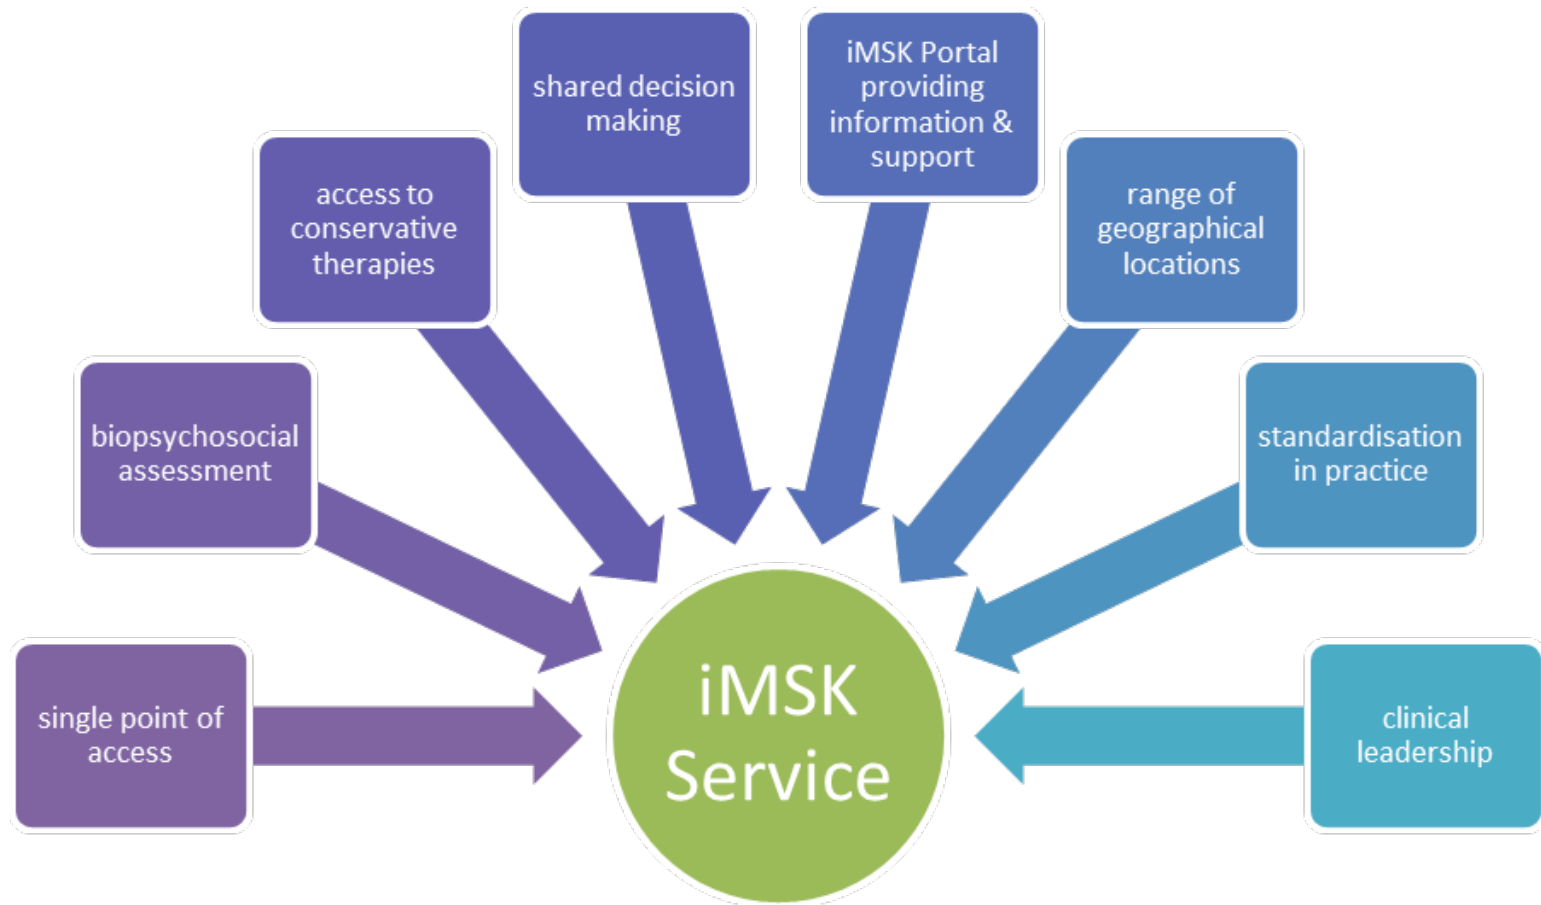 shared decision
making
iMSK Portal
providing
information &
support
access to
conservative
therapies
range of
geographical
locations
biopsychosocial
assessment
standardisation
in practice
single point of
access
iMSK
Service
clinical
leadership